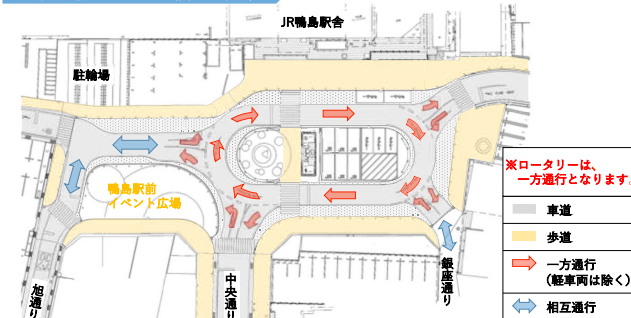 JR鴨島駅舎
駐輪場
鴨島駅前
イベント広場
旭通り
中央通り
銀座通り
※ロータリーは、
一方通行となります。
車道
歩道
一方通行
(軽車両は除く)
相互通行